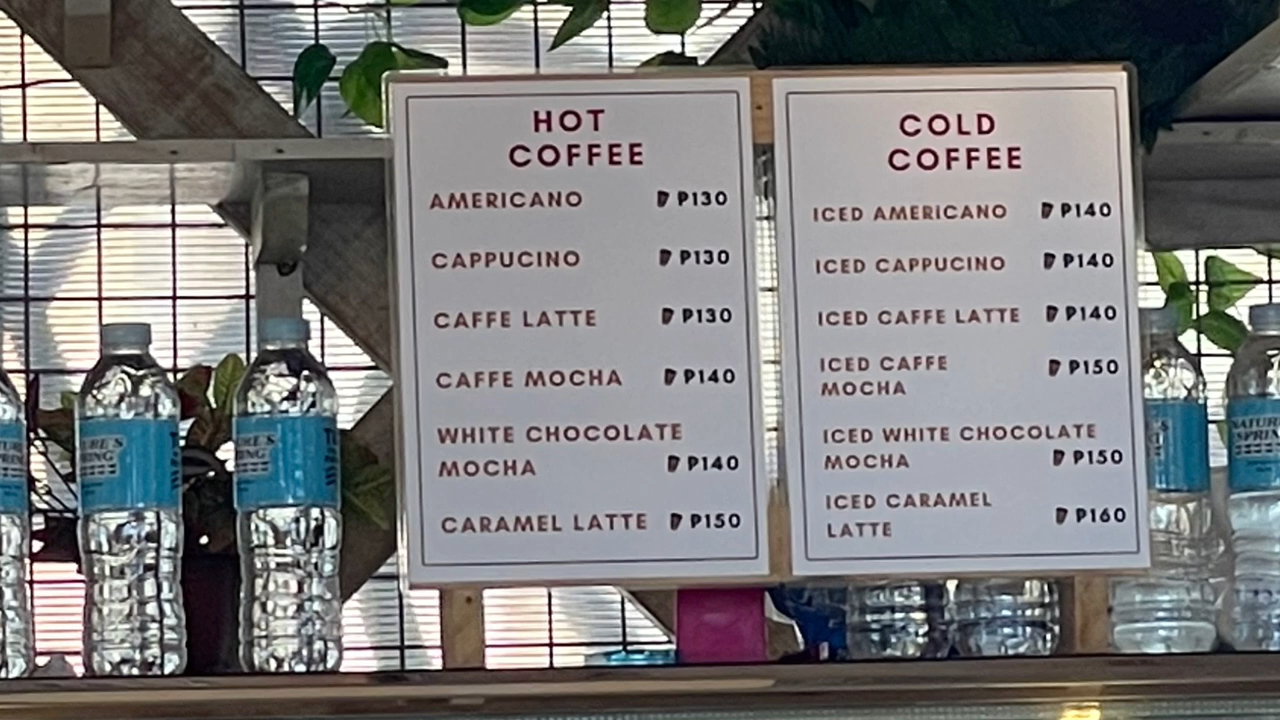 HOT
COFFEE
AMERICANO P130
CAPPUCINO P130
CAFFE LATTE P130
CAFFE MOCHA P140
WHITE CHOCOLATE
MOCHA P140
CARAMEL LATTE P150
COLD
COFFEE
ICED AMERICANO P140
ICED CAPPUCINO P140
ICED CAFFE LATTE P140
ICED CAFFE
MOCHA P150
ICED WHITE CHOCOLATE
MOCHA P150
ICED CARAMEL
LATTE P160